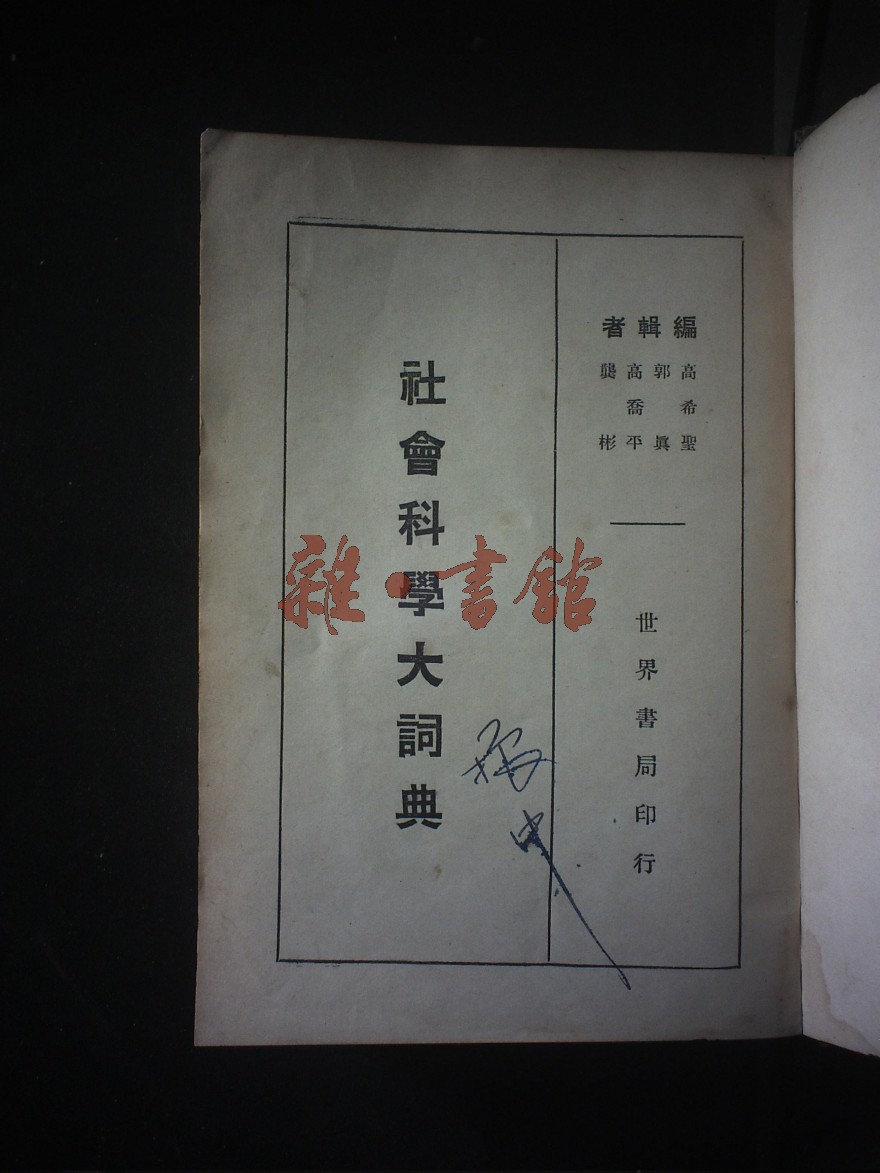 編輯者
高希聖
郭眞
高喬平
龔彬
世界書局印行
社會科學大詞典
雜·書館